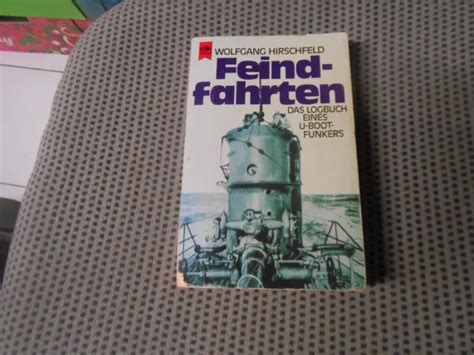 WOLFGANG HIRSCHFELD
Feind-
fahrten
DAS LOGBUCH
EINES
U-BOOT-
FUNKERS